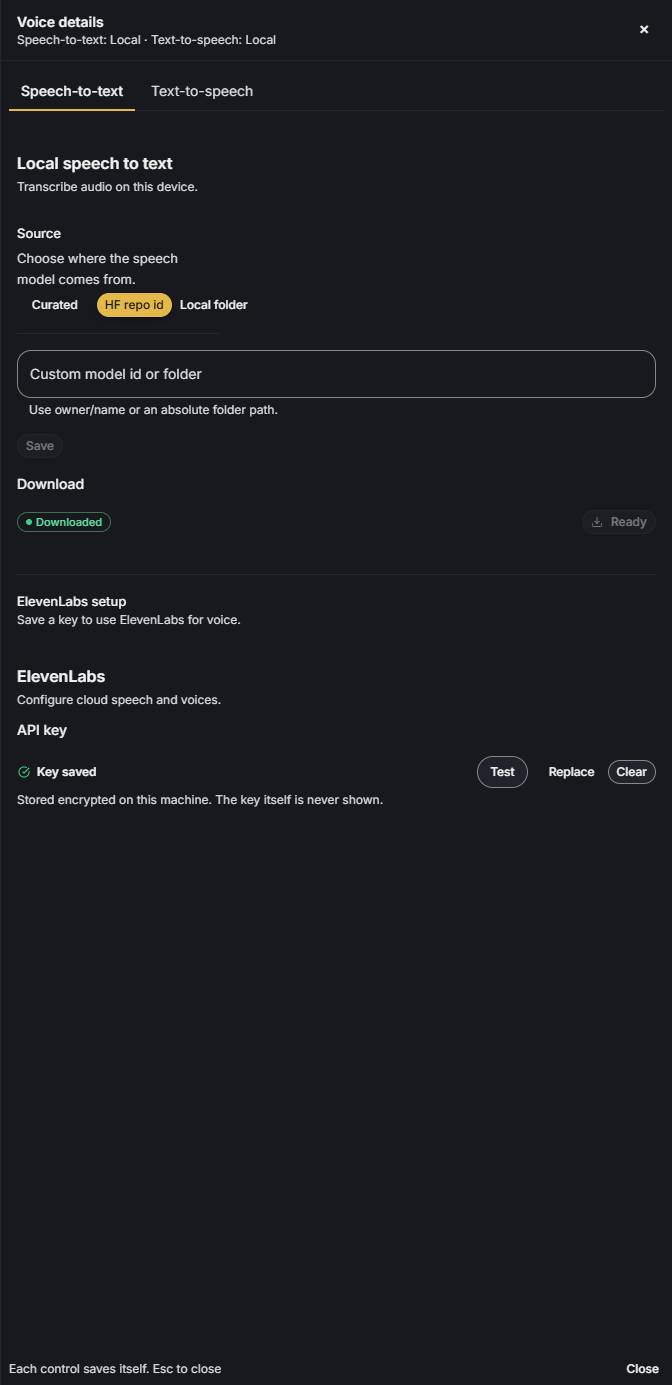 Voice details
Speech-to-text: Local · Text-to-speech: Local
×
Speech-to-text Text-to-speech
Local speech to text
Transcribe audio on this device.
Source
Choose where the speech
model comes from.
Curated HF repo id Local folder
Custom model id or folder
Use owner/name or an absolute folder path.
Save
Download
Downloaded Ready
ElevenLabs setup
Save a key to use ElevenLabs for voice.
ElevenLabs
Configure cloud speech and voices.
API key
Key saved Test Replace Clear
Stored encrypted on this machine. The key itself is never shown.
Each control saves itself. Esc to close Close